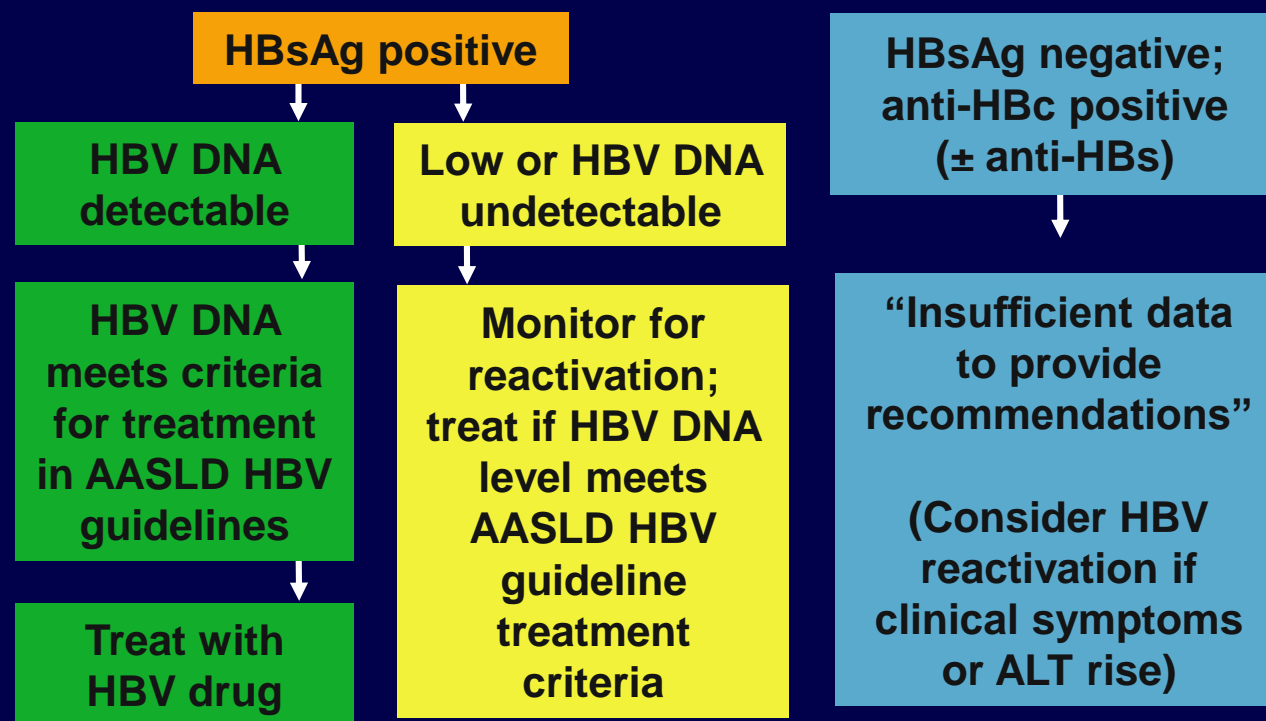 HBsAg positive
HBV DNA
detectable
HBV DNA
meets criteria
for treatment
in AASLD HBV
guidelines
Treat with
HBV drug
Low or HBV DNA
undetectable
Monitor for
reactivation;
treat if HBV DNA
level meets
AASLD HBV
guideline
treatment
criteria
HBsAg negative;
anti-HBc positive
(± anti-HBs)
“Insufficient data
to provide
recommendations”
(Consider HBV
reactivation if
clinical symptoms
or ALT rise)